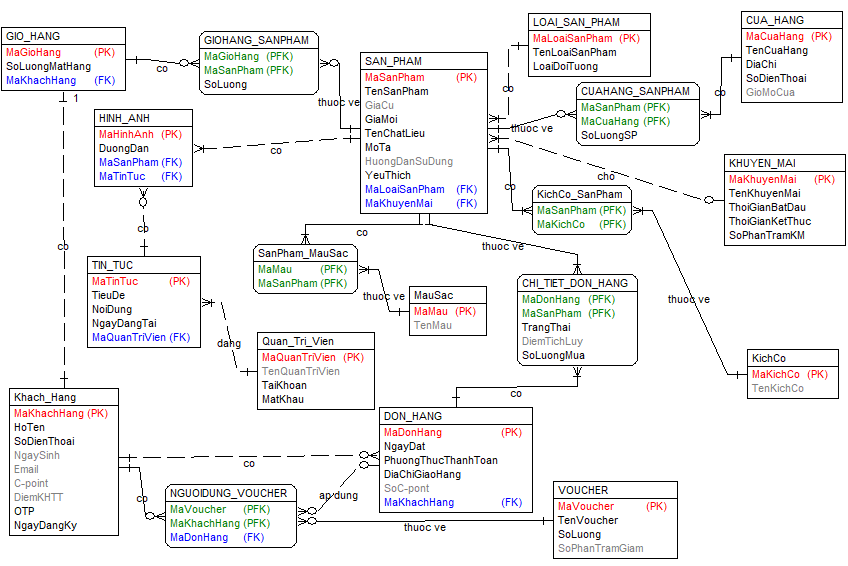 GIO_HANG
MaGioHang (PK)
SoLuongMatHang
MaKhachHang (FK)
co
GIOHANG_SANPHAM
MaGioHang (PFK)
MaSanPham (PFK)
SoLuong
thuoc ve
SAN_PHAM
MaSanPham (PK)
TenSanPham
GiaCu
GiaMoi
TenChatLieu
MoTa
HuongDanSuDung
YeuThich
MaLoaiSanPham (FK)
MaKhuyenMai (FK)
LOAI_SAN_PHAM
MaLoaiSanPham (PK)
TenLoaiSanPham
LoaiDoiTuong
co
CUA_HANG
MaCuaHang (PK)
TenCuaHang
DiaChi
SoDienThoai
GioMoCua
co
CUAHANG_SANPHAM
MaSanPham (PFK)
MaCuaHang (PFK)
SoLuongSP
thuoc ve
1
HINH_ANH
MaHinhAnh (PK)
DuongDan
MaSanPham (FK)
MaTinTuc (FK)
co
co
co
KHUYEN_MAI
MaKhuyenMai (PK)
TenKhuyenMai
ThoiGianBatDau
ThoiGianKetThuc
SoPhanTramKM
cho
KichCo_SanPham
MaSanPham (PFK)
MaKichCo (PFK)
co
thuoc ve
TIN_TUC
MaTinTuc (PK)
TieuDe
NoiDung
NgayDangTai
MaQuanTriVien (FK)
dang
SanPham_MauSac
MaMau (PFK)
MaSanPham (PFK)
co
thuoc ve
MauSac
MaMau (PK)
TenMau
thuoc ve
CHI_TIET_DON_HANG
MaDonHang (PFK)
MaSanPham (PFK)
TrangThai
DiemTichLuy
SoLuongMua
co
Quan_Tri_Vien
MaQuanTriVien (PK)
TenQuanTriVien
TaiKhoan
MatKhau
KichCo
MaKichCo (PK)
TenKichCo
Khach_Hang
MaKhachHang (PK)
HoTen
SoDienThoai
NgaySinh
Email
C-point
DiemKHTT
OTP
NgayDangKy
co
co
DON_HANG
MaDonHang (PK)
NgayDat
PhuongThucThanhToan
DiaChiGiaoHang
SoC-pont
MaKhachHang (FK)
ap dung
NGUOIDUNG_VOUCHER
MaVoucher (PFK)
MaKhachHang (PFK)
MaDonHang (FK)
thuoc ve
VOUCHER
MaVoucher (PK)
TenVoucher
SoLuong
SoPhanTramGiam